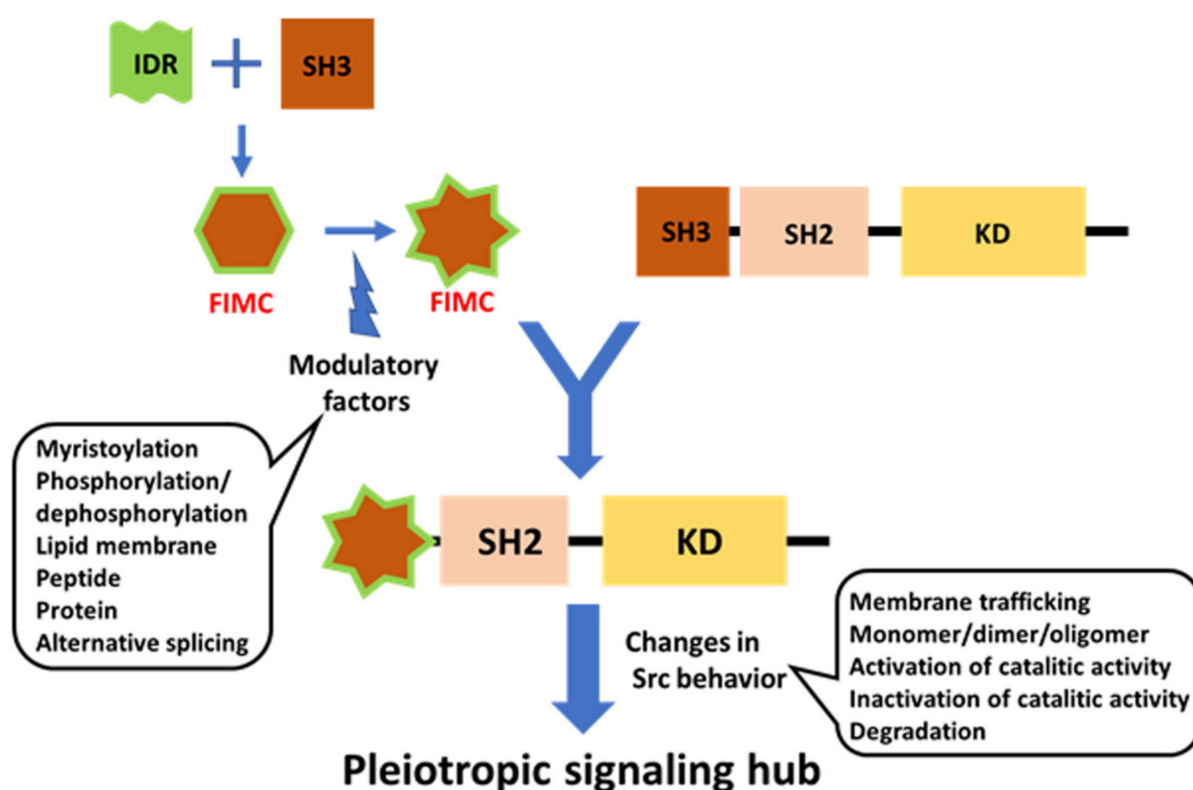 IDR
SH3
FIMC
FIMC
SH3
SH2
KD
Modulatory
factors
Myristoylation
Phosphorylation/
dephosphorylation
Lipid membrane
Peptide
Protein
Alternative splicing
SH2
KD
Changes in
Src behavior
Membrane trafficking
Monomer/dimer/oligomer
Activation of catalitic activity
Inactivation of catalitic activity
Degradation
Pleiotropic signaling hub